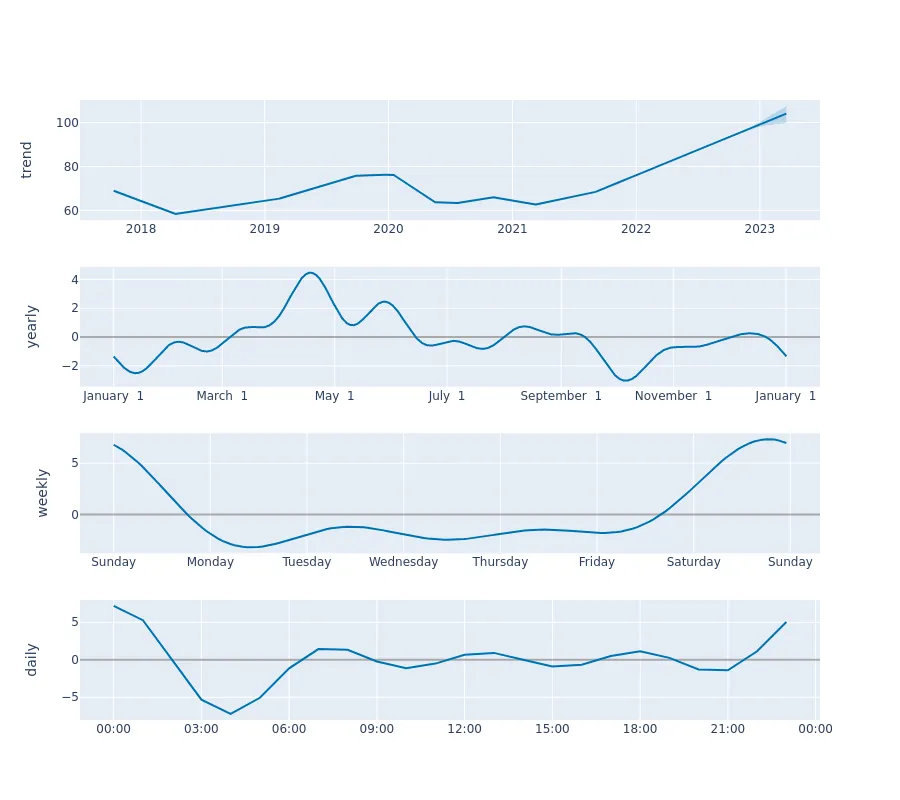 trend
100
80
60
2018 2019 2020 2021 2022 2023
yearly
4
2
0
−2
January 1 March 1 May 1 July 1 September 1 November 1 January 1
weekly
5
0
Sunday Monday Tuesday Wednesday Thursday Friday Saturday Sunday
daily
5
0
−5
00:00 03:00 06:00 09:00 12:00 15:00 18:00 21:00 00:00